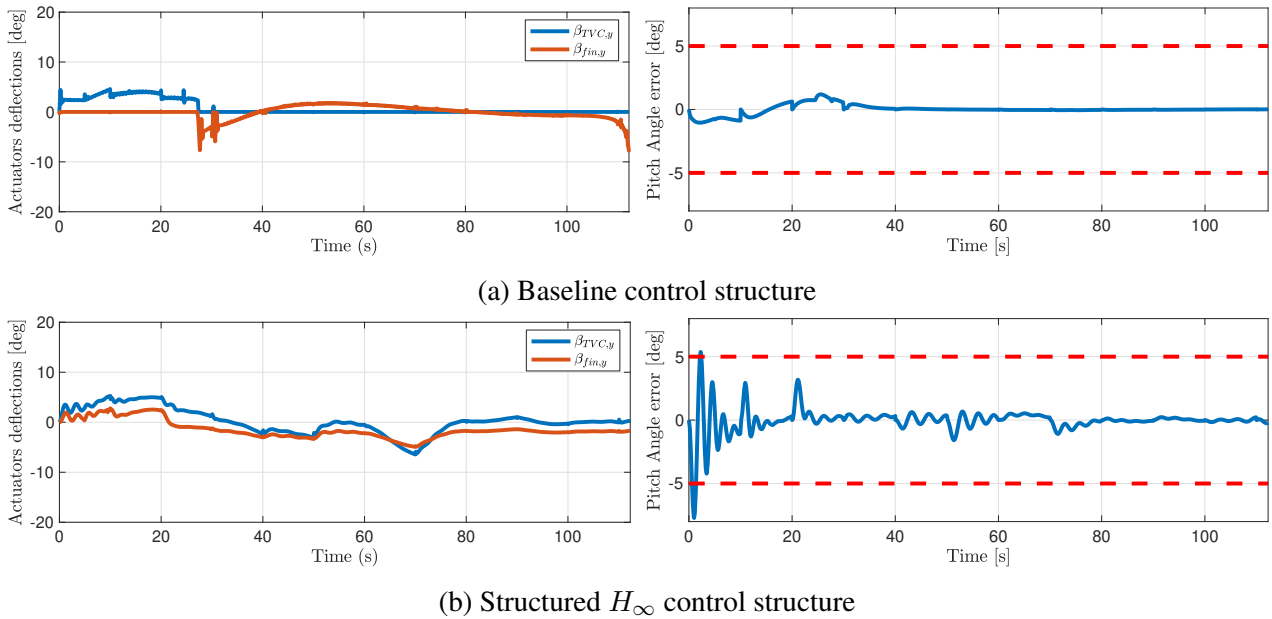 Actuators deflections [deg]
20
10
0
-10
-20
β_{TVC,y}
β_{fin,y}
0 20 40 60 80 100
Time (s)
Pitch Angle error [deg]
5
0
-5
0 20 40 60 80 100
Time [s]
(a) Baseline control structure
Actuators deflections [deg]
20
10
0
-10
-20
β_{TVC,y}
β_{fin,y}
0 20 40 60 80 100
Time (s)
Pitch Angle error [deg]
5
0
-5
0 20 40 60 80 100
Time [s]
(b) Structured H_∞ control structure